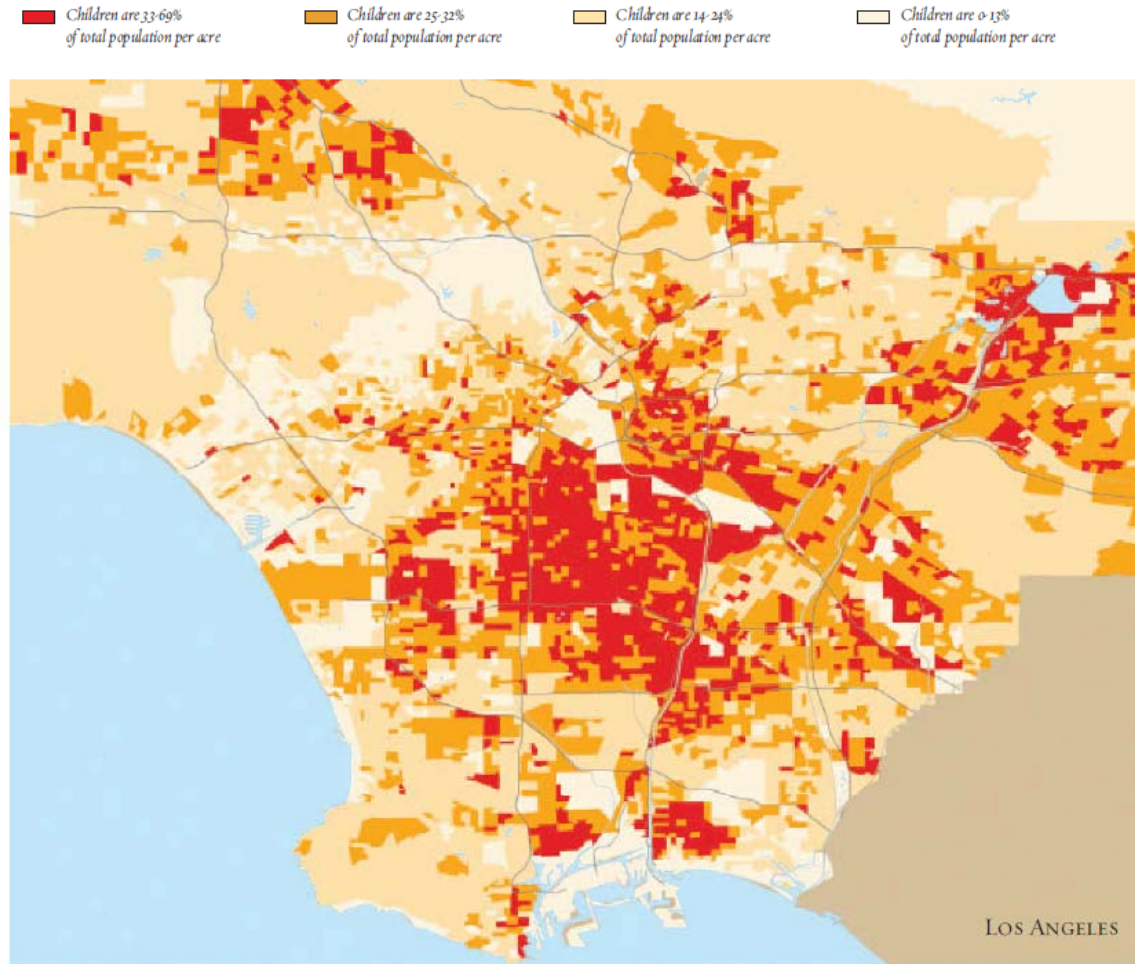 Children are 33-69%
of total population per acre
Children are 25-32%
of total population per acre
Children are 14-24%
of total population per acre
Children are 0-13%
of total population per acre
LOS ANGELES